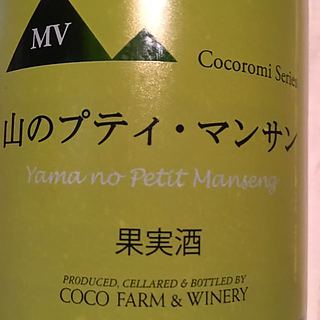 MV
Cocoromi Series
山のプティ・マンサン
Yama no Petit Manseng
果実酒
PRODUCED, CELLARED & BOTTLED BY
COCO FARM & WINERY